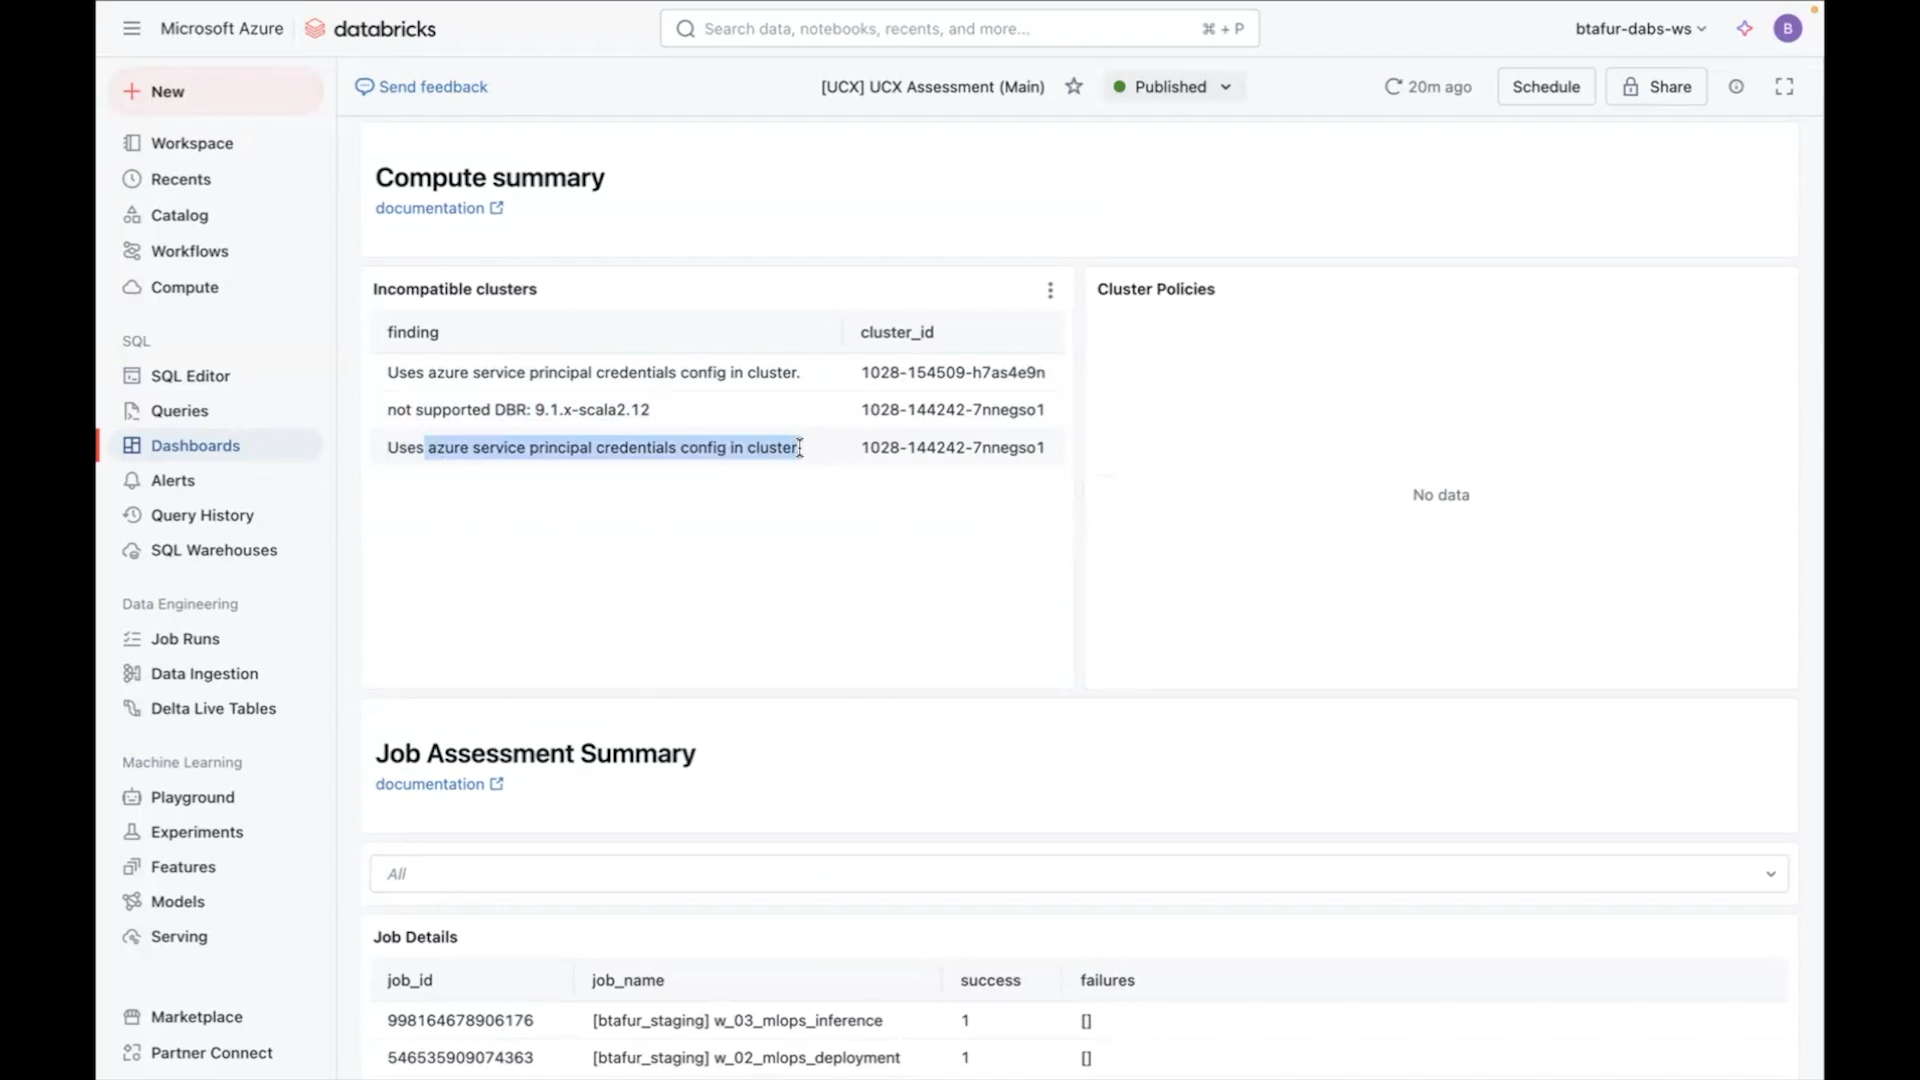 Microsoft Azure
databricks
Search data, notebooks, recents, and more...
⌘ + P
btafur-dabs-ws
B
New
Send feedback
[UCX] UCX Assessment (Main)
Published
20m ago
Schedule
Share
Workspace
Recents
Catalog
Workflows
Compute
SQL
SQL Editor
Queries
Dashboards
Alerts
Query History
SQL Warehouses
Data Engineering
Job Runs
Data Ingestion
Delta Live Tables
Machine Learning
Playground
Experiments
Features
Models
Serving
Marketplace
Partner Connect
Compute summary
documentation
Incompatible clusters
finding cluster_id
Uses azure service principal credentials config in cluster. 1028-154509-h7as4e9n
not supported DBR: 9.1.x-scala2.12 1028-144242-7nnegso1
Uses azure service principal credentials config in cluster. 1028-144242-7nnegso1
Cluster Policies
No data
Job Assessment Summary
documentation
All
Job Details
job_id job_name success failures
998164678906176 [btafur_staging] w_03_mlops_inference 1 []
546535909074363 [btafur_staging] w_02_mlops_deployment 1 []